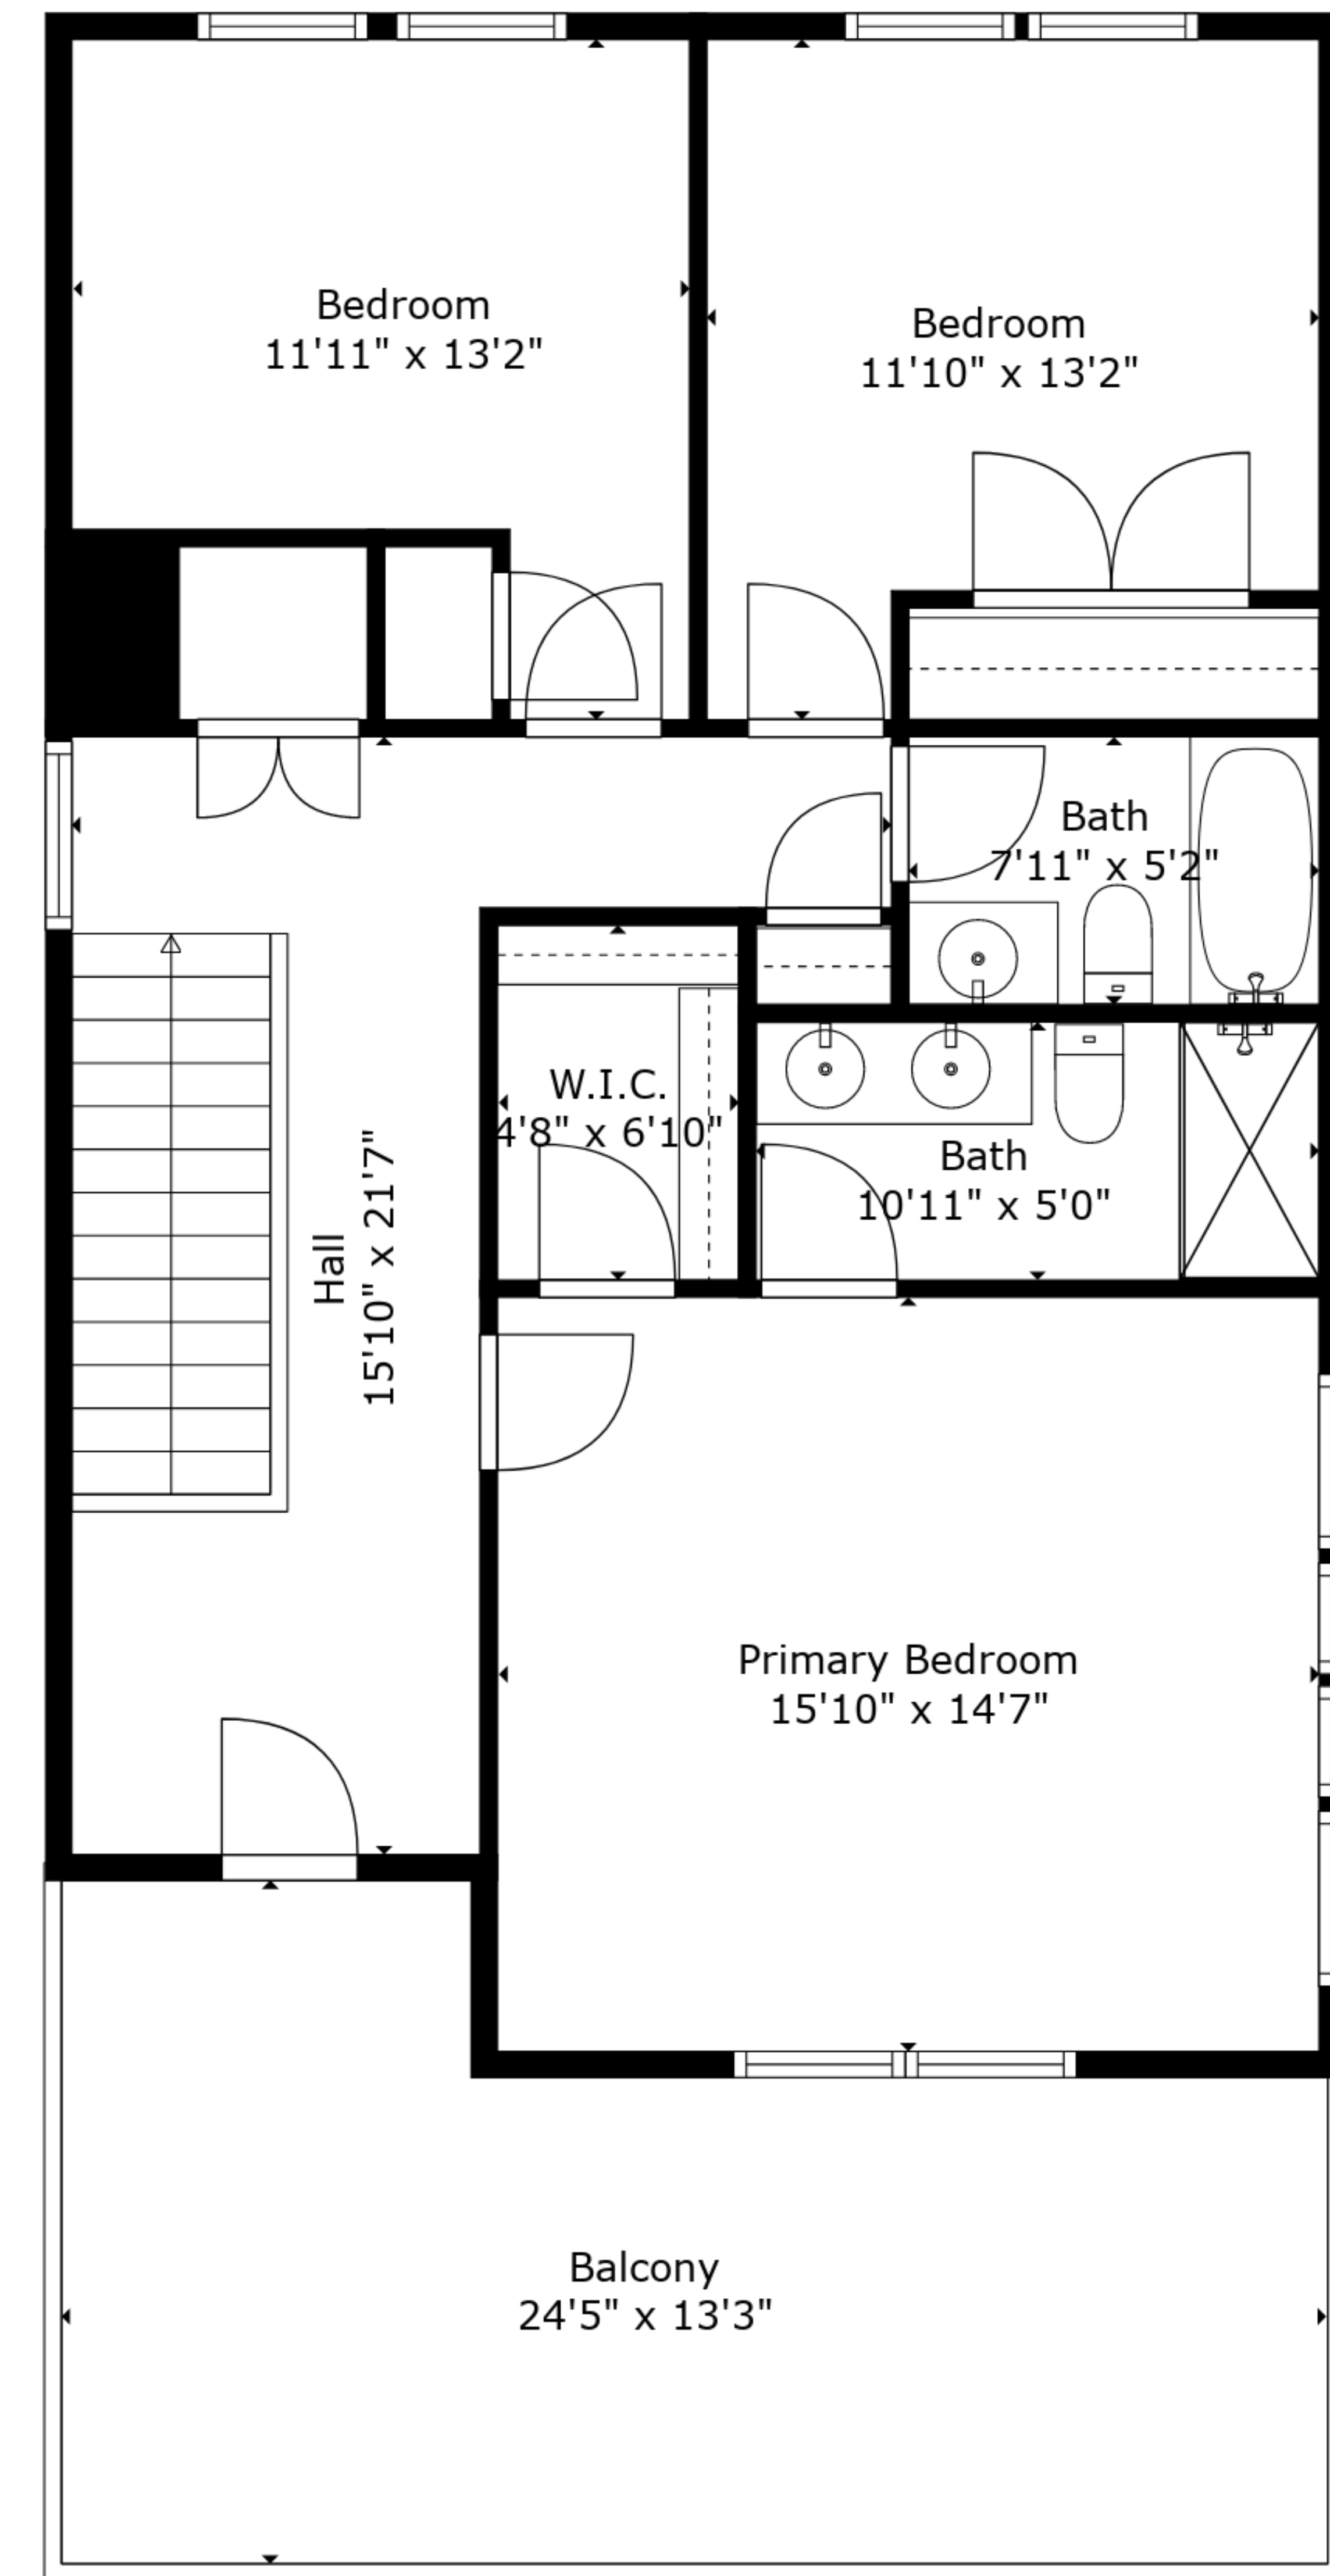 Bedroom
11'11" x 13'2"
Bedroom
11'10" x 13'2"
Bath
7'11" x 5'2"
W.I.C.
4'8" x 6'10"
Bath
10'11" x 5'0"
Hall
15'10" x 21'7"
Primary Bedroom
15'10" x 14'7"
Balcony
24'5" x 13'3"